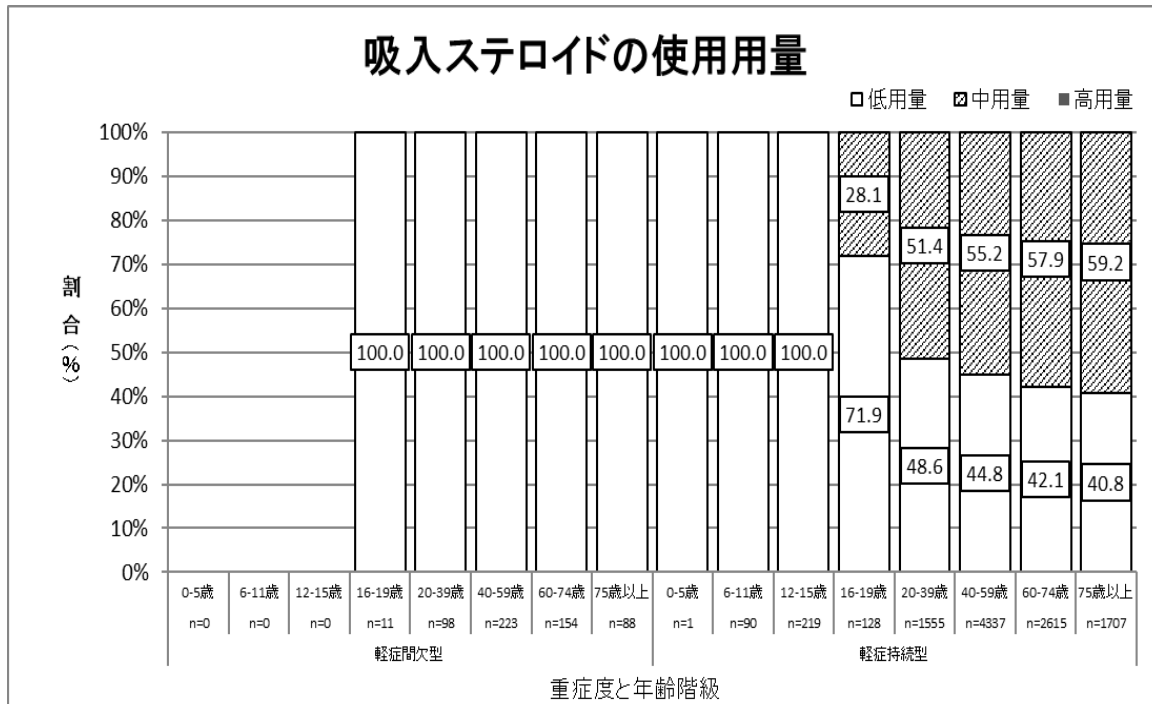 吸入ステロイドの使用用量
□低用量 ▨中用量 ■高用量
100%
90%
80%
70%
60%
50%
40%
30%
20%
10%
0%
割合(%)
100.0 100.0 100.0 100.0 100.0 100.0 100.0 100.0
28.1 51.4 55.2 57.9 59.2
71.9 48.6 44.8 42.1 40.8
0-5歳 6-11歳 12-15歳 16-19歳 20-39歳 40-59歳 60-74歳 75歳以上 0-5歳 6-11歳 12-15歳 16-19歳 20-39歳 40-59歳 60-74歳 75歳以上
n=0 n=0 n=0 n=11 n=98 n=223 n=154 n=88 n=1 n=90 n=219 n=128 n=1555 n=4337 n=2615 n=1707
軽症間欠型 軽症持続型
重症度と年齢階級